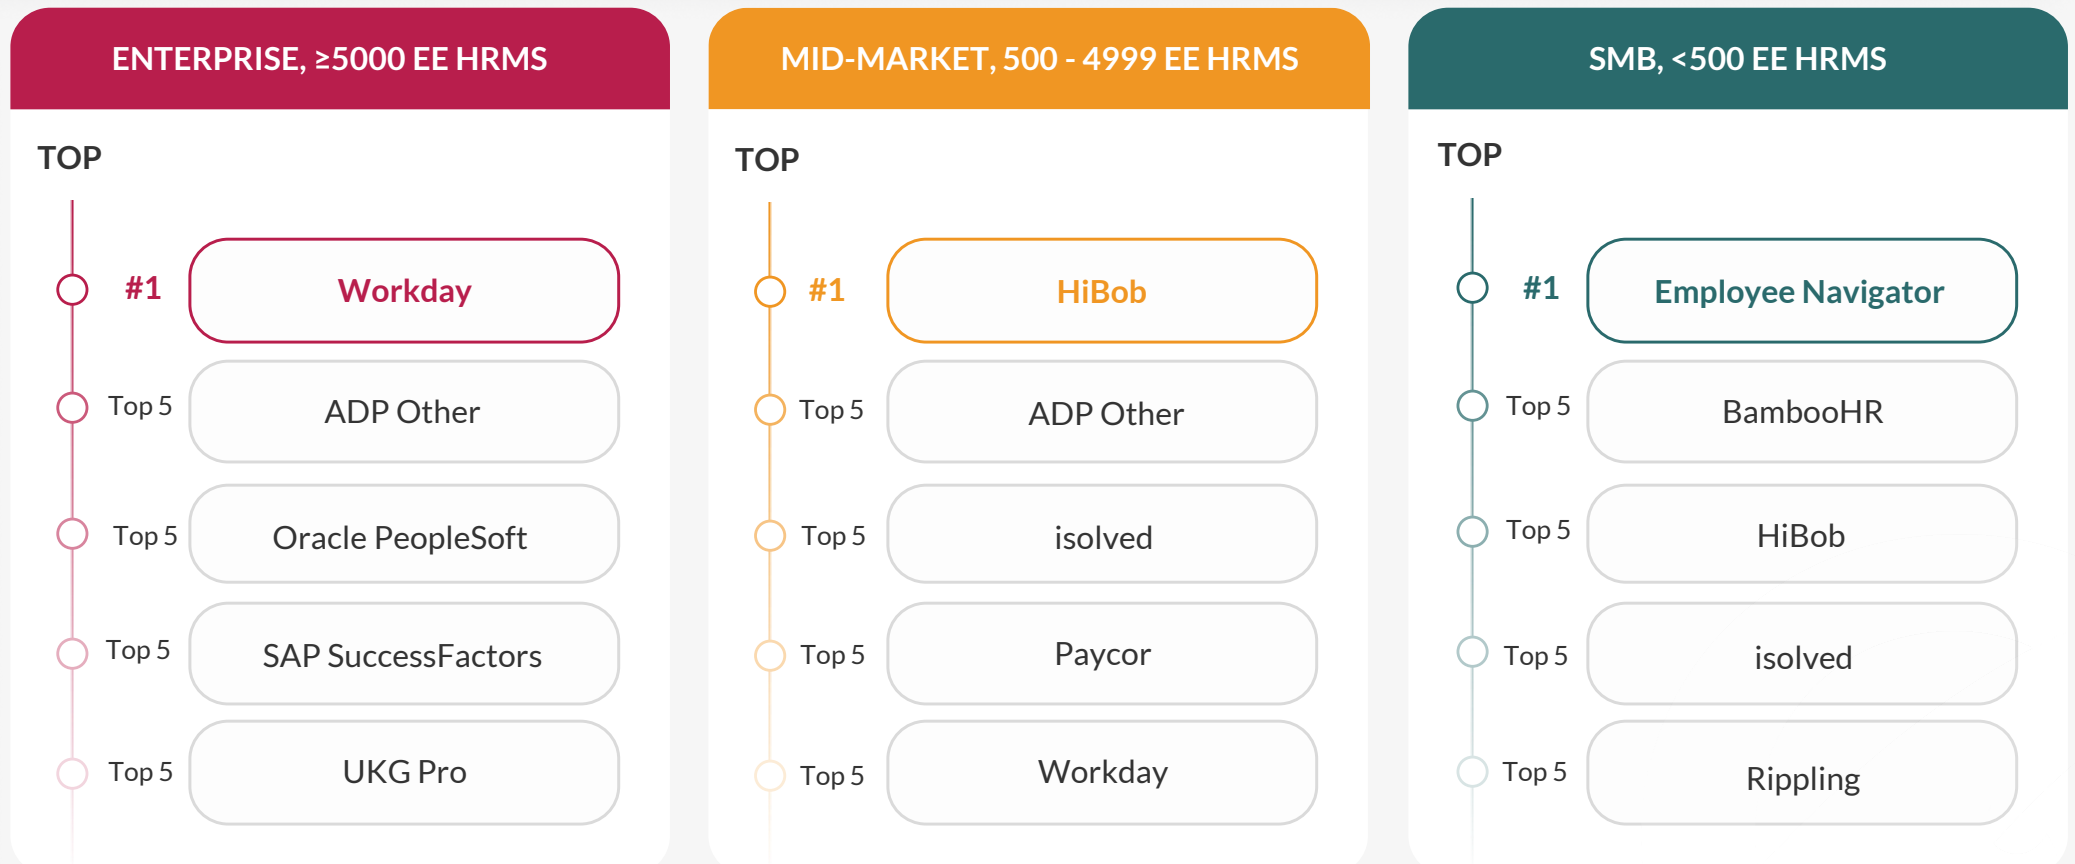 ENTERPRISE, ≥5000 EE HRMS
TOP
#1 Workday
Top 5 ADP Other
Top 5 Oracle PeopleSoft
Top 5 SAP SuccessFactors
Top 5 UKG Pro
MID-MARKET, 500 - 4999 EE HRMS
TOP
#1 HiBob
Top 5 ADP Other
Top 5 isolved
Top 5 Paycor
Top 5 Workday
SMB, <500 EE HRMS
TOP
#1 Employee Navigator
Top 5 BambooHR
Top 5 HiBob
Top 5 isolved
Top 5 Rippling